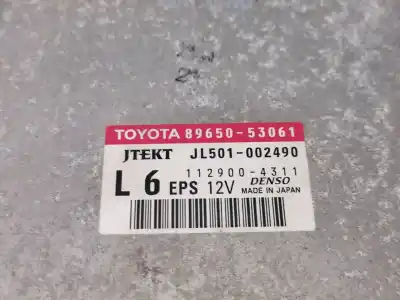 TOYOTA 89650-53061
JTEKT JL501-002490
112900-4311
L 6 EPS 12V DENSO
MADE IN JAPAN